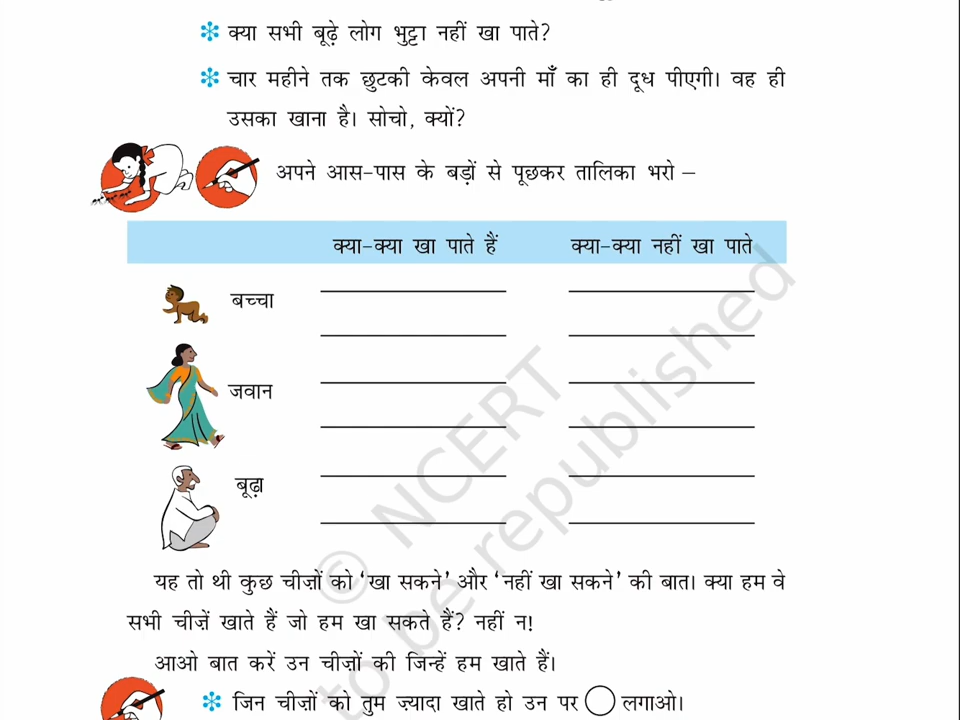 क्या सभी बूढ़े लोग भुट्टा नहीं खा पाते?
चार महीने तक छुटकी केवल अपनी माँ का ही दूध पीएगी। वह ही
उसका खाना है। सोचो, क्यों?
अपने आस-पास के बड़ों से पूछकर तालिका भरो –
क्या-क्या खा पाते हैं क्या-क्या नहीं खा पाते
बच्चा
जवान
बूढ़ा
यह तो थी कुछ चीज़ों को ‘खा सकने’ और ‘नहीं खा सकने’ की बात। क्या हम वे
सभी चीज़ें खाते हैं जो हम खा सकते हैं? नहीं न!
आओ बात करें उन चीज़ों की जिन्हें हम खाते हैं।
जिन चीज़ों को तुम ज़्यादा खाते हो उन पर ◯ लगाओ।
© NCERT
to be republished